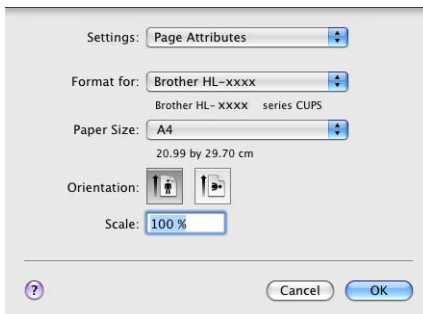 Settings: Page Attributes
Format for: Brother HL-xxxx
Brother HL- xxxx series CUPS
Paper Size: A4
20.99 by 29.70 cm
Orientation:
Scale: 100 %
? Cancel OK